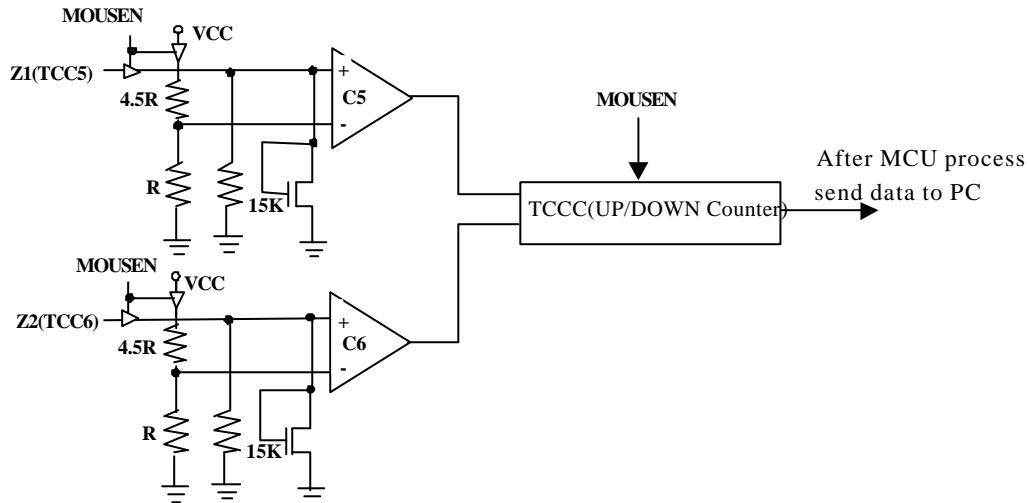 MOUSEN
VCC
Z1(TCC5)
4.5R
+
C5
-
R
15K
MOUSEN
TCCC(UP/DOWN Counter)
After MCU process
send data to PC
MOUSEN
VCC
Z2(TCC6)
4.5R
+
C6
-
R
15K